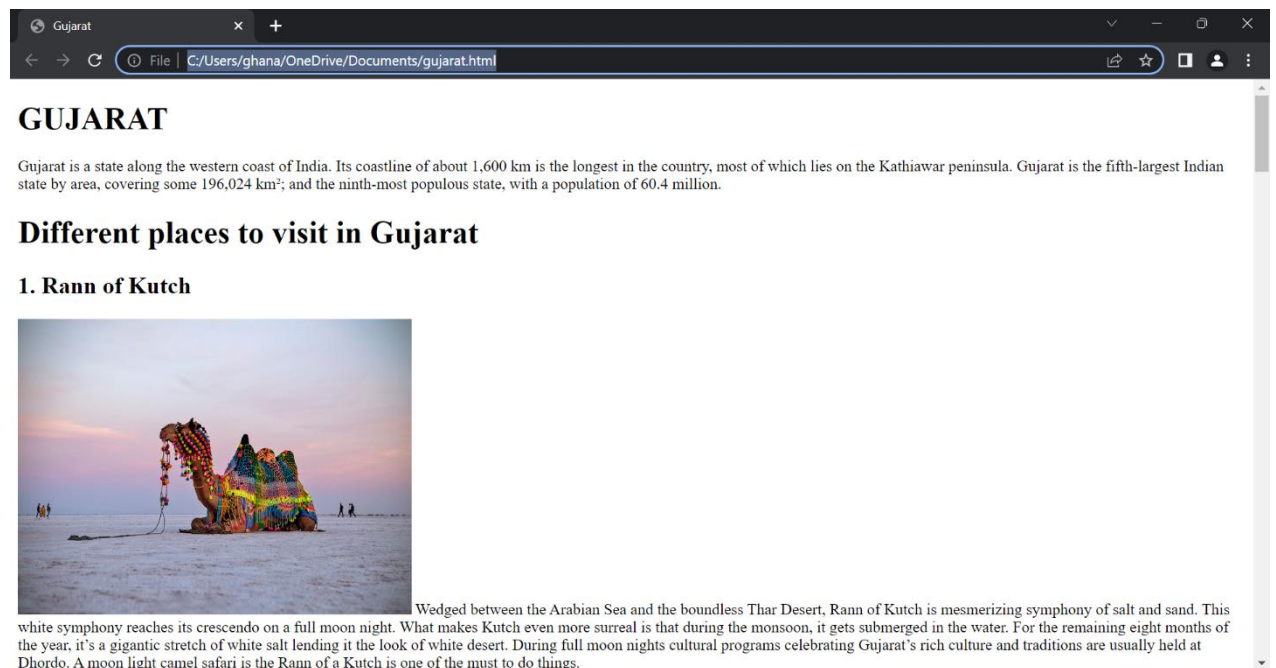 Gujarat
File | C:/Users/ghana/OneDrive/Documents/gujarat.html
GUJARAT
Gujarat is a state along the western coast of India. Its coastline of about 1,600 km is the longest in the country, most of which lies on the Kathiawar peninsula. Gujarat is the fifth-largest Indian
state by area, covering some 196,024 km²; and the ninth-most populous state, with a population of 60.4 million.
Different places to visit in Gujarat
1. Rann of Kutch
Wedged between the Arabian Sea and the boundless Thar Desert, Rann of Kutch is mesmerizing symphony of salt and sand. This
white symphony reaches its crescendo on a full moon night. What makes Kutch even more surreal is that during the monsoon, it gets submerged in the water. For the remaining eight months of
the year, it’s a gigantic stretch of white salt lending it the look of white desert. During full moon nights cultural programs celebrating Gujarat’s rich culture and traditions are usually held at
Dhordo. A moon light camel safari is the Rann of a Kutch is one of the must to do things.